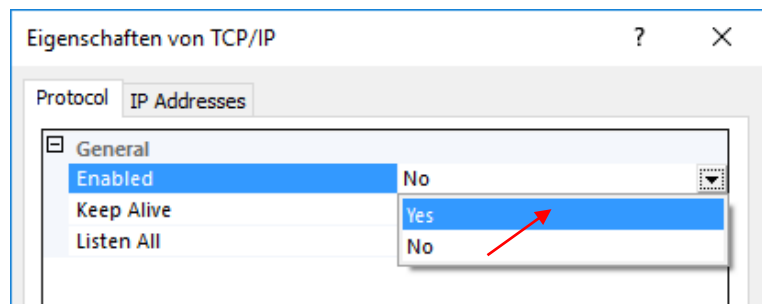 Eigenschaften von TCP/IP ?
Protocol IP Addresses
General
Enabled No
Keep Alive Yes
Listen All No